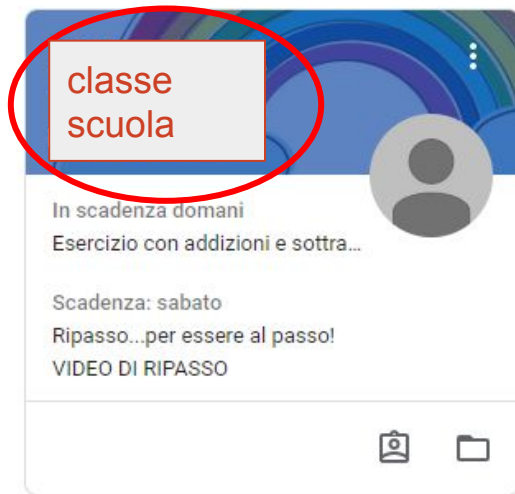 classe
scuola
In scadenza domani
Esercizio con addizioni e sottra...
Scadenza: sabato
Ripasso...per essere al passo!
VIDEO DI RIPASSO